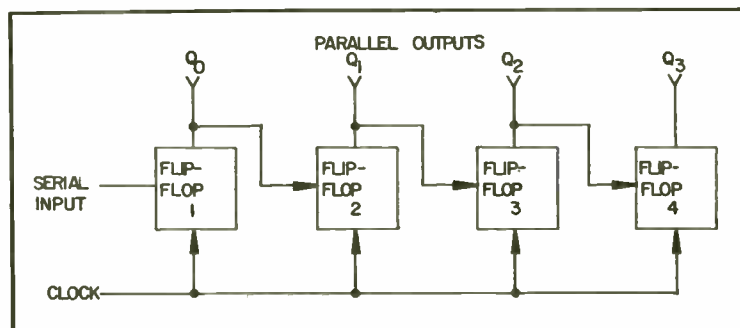 PARALLEL OUTPUTS
Q0 Q1 Q2 Q3
SERIAL INPUT
FLIP-FLOP 1
FLIP-FLOP 2
FLIP-FLOP 3
FLIP-FLOP 4
CLOCK